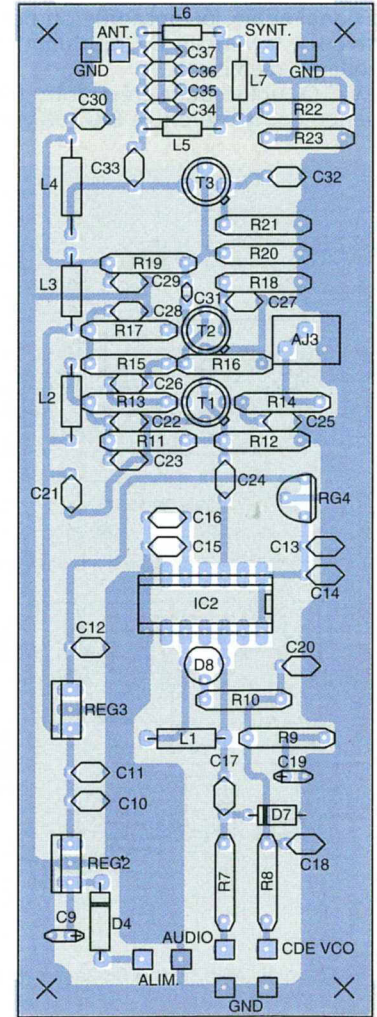 L6
ANT.
SYNT.
GND
C37
GND
C36
L7
C35
C30
C34
R22
L5
R23
C33
L4
T3
C32
R21
R19
R20
L3
C29
R18
C31
C27
C28
R17
T2
AJ3
R15
R16
L2
C26
R13
T1
R14
C22
C25
R11
R12
C23
C24
C21
RG4
C16
C15
C13
C14
IC2
C12
C20
D8
R10
REG3
L1
R9
C19
C11
C17
C10
D7
C18
REG2
R7
R8
C9
D4
AUDIO
CDE VCO
ALIM.
GND